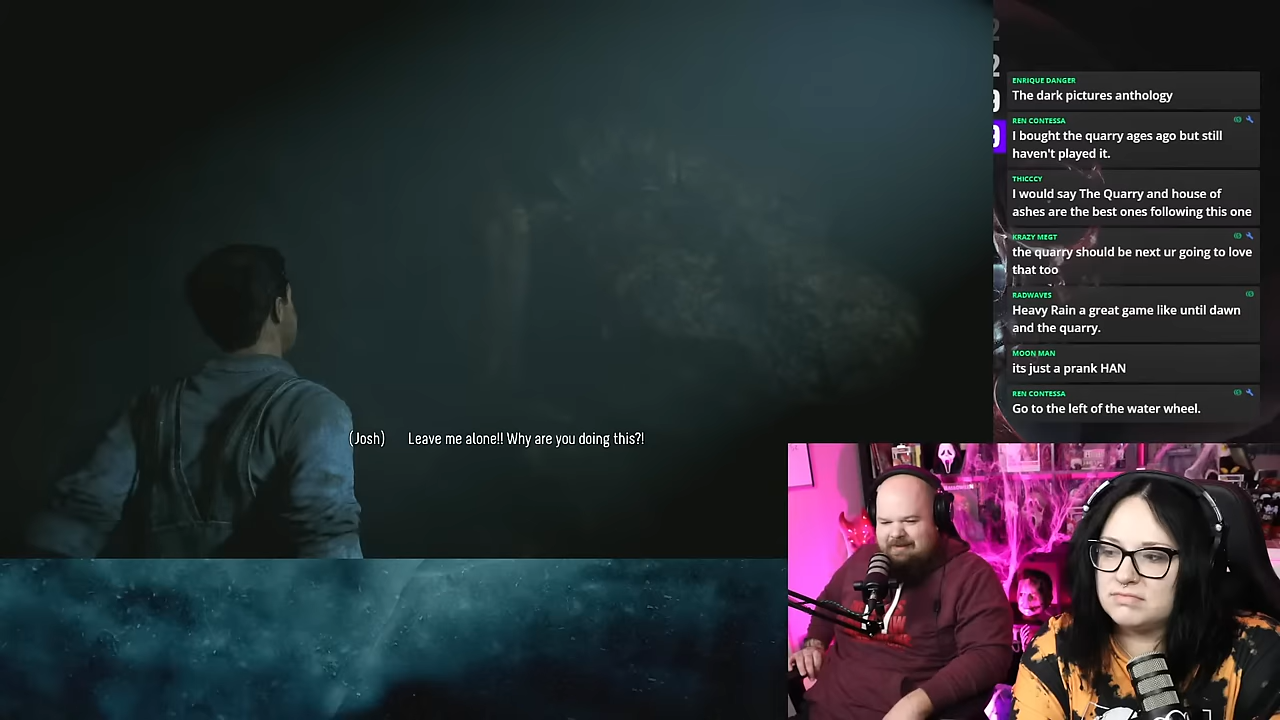 ENRIQUE DANGER
The dark pictures anthology
REN CONTESSA
I bought the quarry ages ago but still
haven't played it.
THICCCY
I would say The Quarry and house of
ashes are the best ones following this one
KRAZY MEGT
the quarry should be next ur going to love
that too
RADWAVES
Heavy Rain a great game like until dawn
and the quarry.
MOON MAN
its just a prank HAN
REN CONTESSA
Go to the left of the water wheel.
(Josh) Leave me alone!! Why are you doing this?!